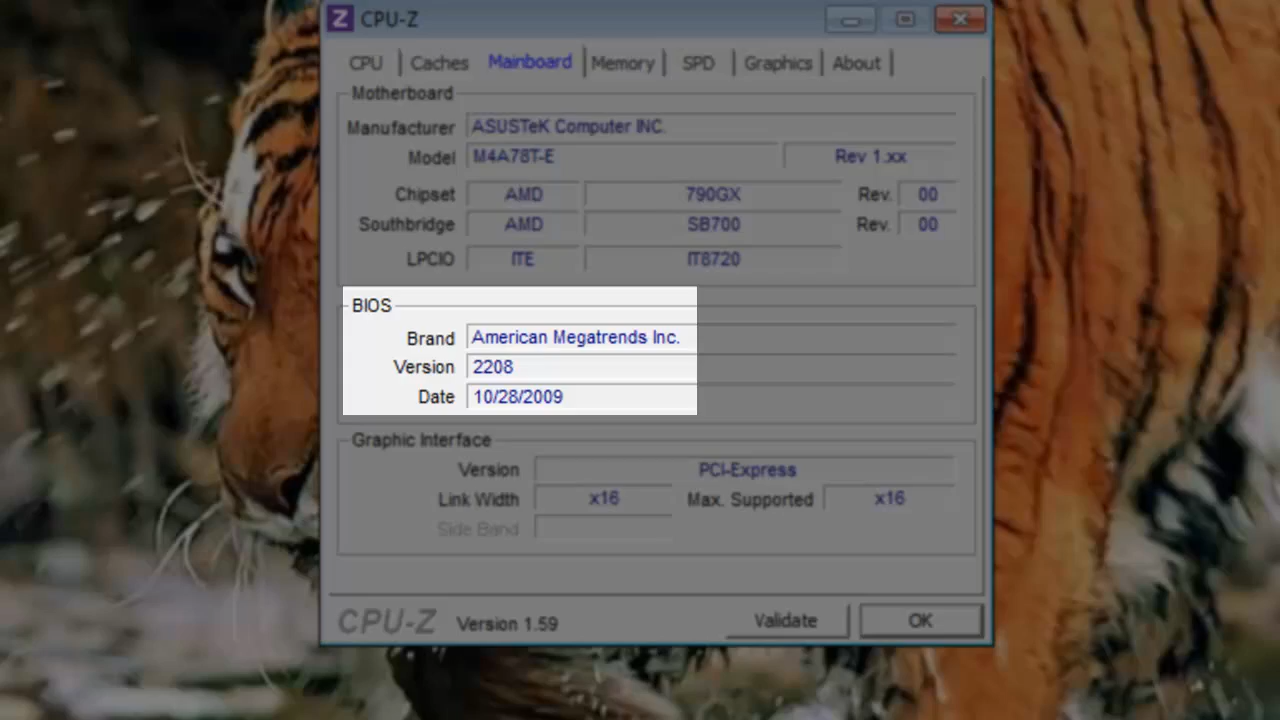 Z CPU-Z
CPU Caches Mainboard Memory SPD Graphics About
Motherboard
Manufacturer ASUSTeK Computer INC.
Model M4A78T-E Rev 1.xx
Chipset AMD 790GX Rev. 00
Southbridge AMD SB700 Rev. 00
LPCIO ITE IT8720
BIOS
Brand American Megatrends Inc.
Version 2208
Date 10/28/2009
Graphic Interface
Version PCI-Express
Link Width x16 Max. Supported x16
Side Band
CPU-Z Version 1.59 Validate OK